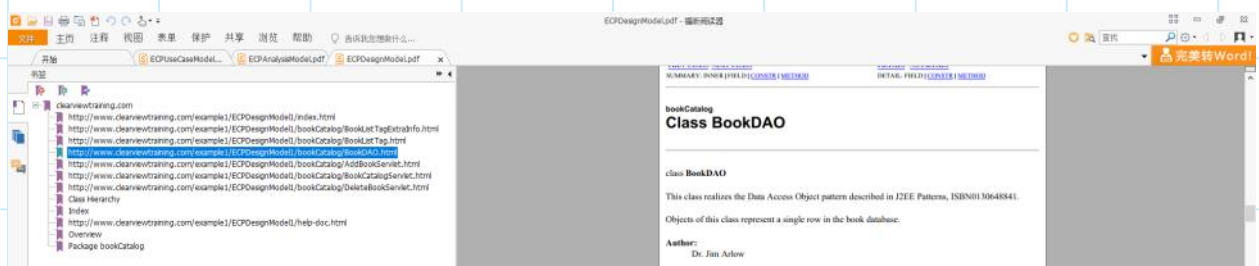 ECPDesignModel.pdf - 福昕阅读器
文件 主页 注释 视图 表单 保护 共享 浏览 帮助 告诉我您想做什么... 查找
开始 ECPUseCaseModel... ECPAnalysisModel.pdf ECPDesignModel.pdf × 完美转Word!
书签
clearviewtraining.com
http://www.clearviewtraining.com/example1/ECPDesignModel1/index.html
http://www.clearviewtraining.com/example1/ECPDesignModel1/bookCatalog/BookListTagExtraInfo.html
http://www.clearviewtraining.com/example1/ECPDesignModel1/bookCatalog/BookListTag.html
http://www.clearviewtraining.com/example1/ECPDesignModel1/bookCatalog/BookDAO.html
http://www.clearviewtraining.com/example1/ECPDesignModel1/bookCatalog/AddBookServlet.html
http://www.clearviewtraining.com/example1/ECPDesignModel1/bookCatalog/BookCatalogServlet.html
http://www.clearviewtraining.com/example1/ECPDesignModel1/bookCatalog/DeleteBookServlet.html
Class Hierarchy
Index
http://www.clearviewtraining.com/example1/ECPDesignModel1/help-doc.html
Overview
Package bookCatalog
SUMMARY: INNER | FIELD | CONSTR | METHOD DETAIL: FIELD | CONSTR | METHOD
bookCatalog
Class BookDAO
class BookDAO
This class realizes the Data Access Object pattern described in J2EE Patterns, ISBN0130648841.
Objects of this class represent a single row in the book database.
Author:
Dr. Jim Arlow